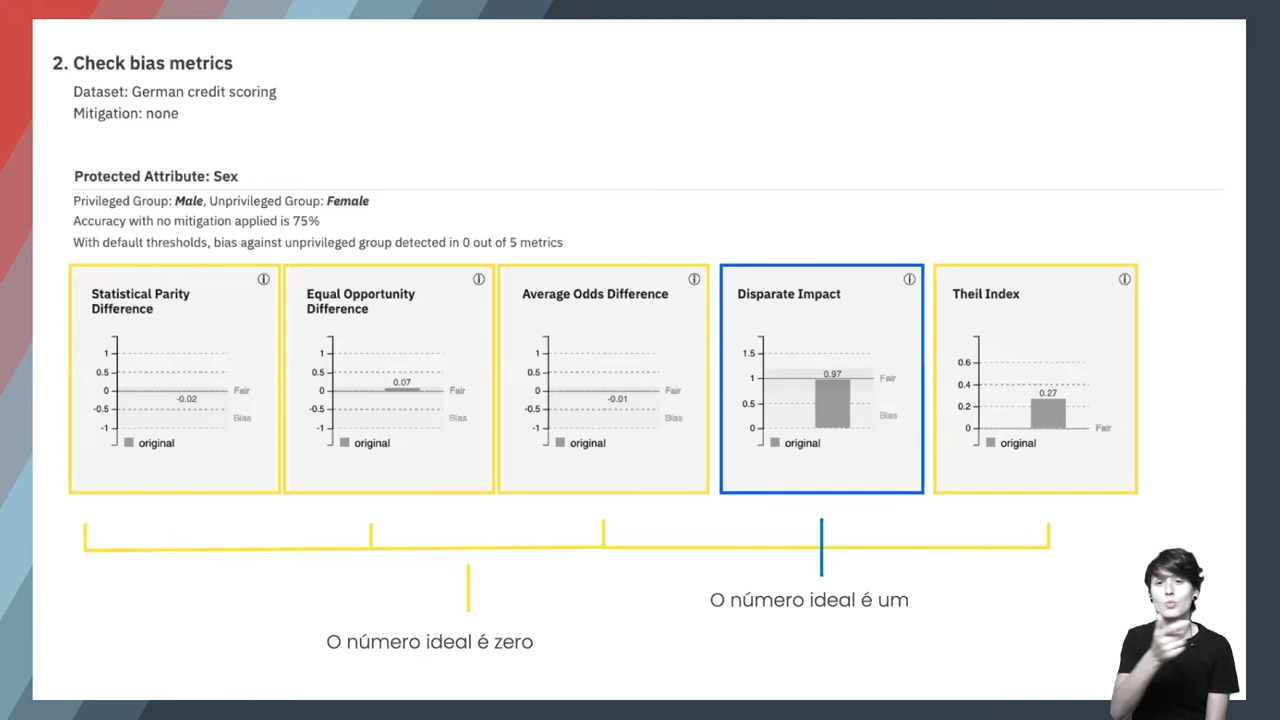 2. Check bias metrics
Dataset: German credit scoring
Mitigation: none
Protected Attribute: Sex
Privileged Group: Male, Unprivileged Group: Female
Accuracy with no mitigation applied is 75%
With default thresholds, bias against unprivileged group detected in 0 out of 5 metrics
Statistical Parity
Difference
1
0.5
0
-0.5
-1
-0.02
Fair
Bias
original
Equal Opportunity
Difference
1
0.5
0
-0.5
-1
0.07
Fair
Bias
original
Average Odds Difference
1
0.5
0
-0.5
-1
-0.01
Fair
Bias
original
Disparate Impact
1.5
1
0.5
0
0.97
Fair
Bias
original
Theil Index
0.6
0.4
0.2
0
0.27
Fair
original
O número ideal é um
O número ideal é zero